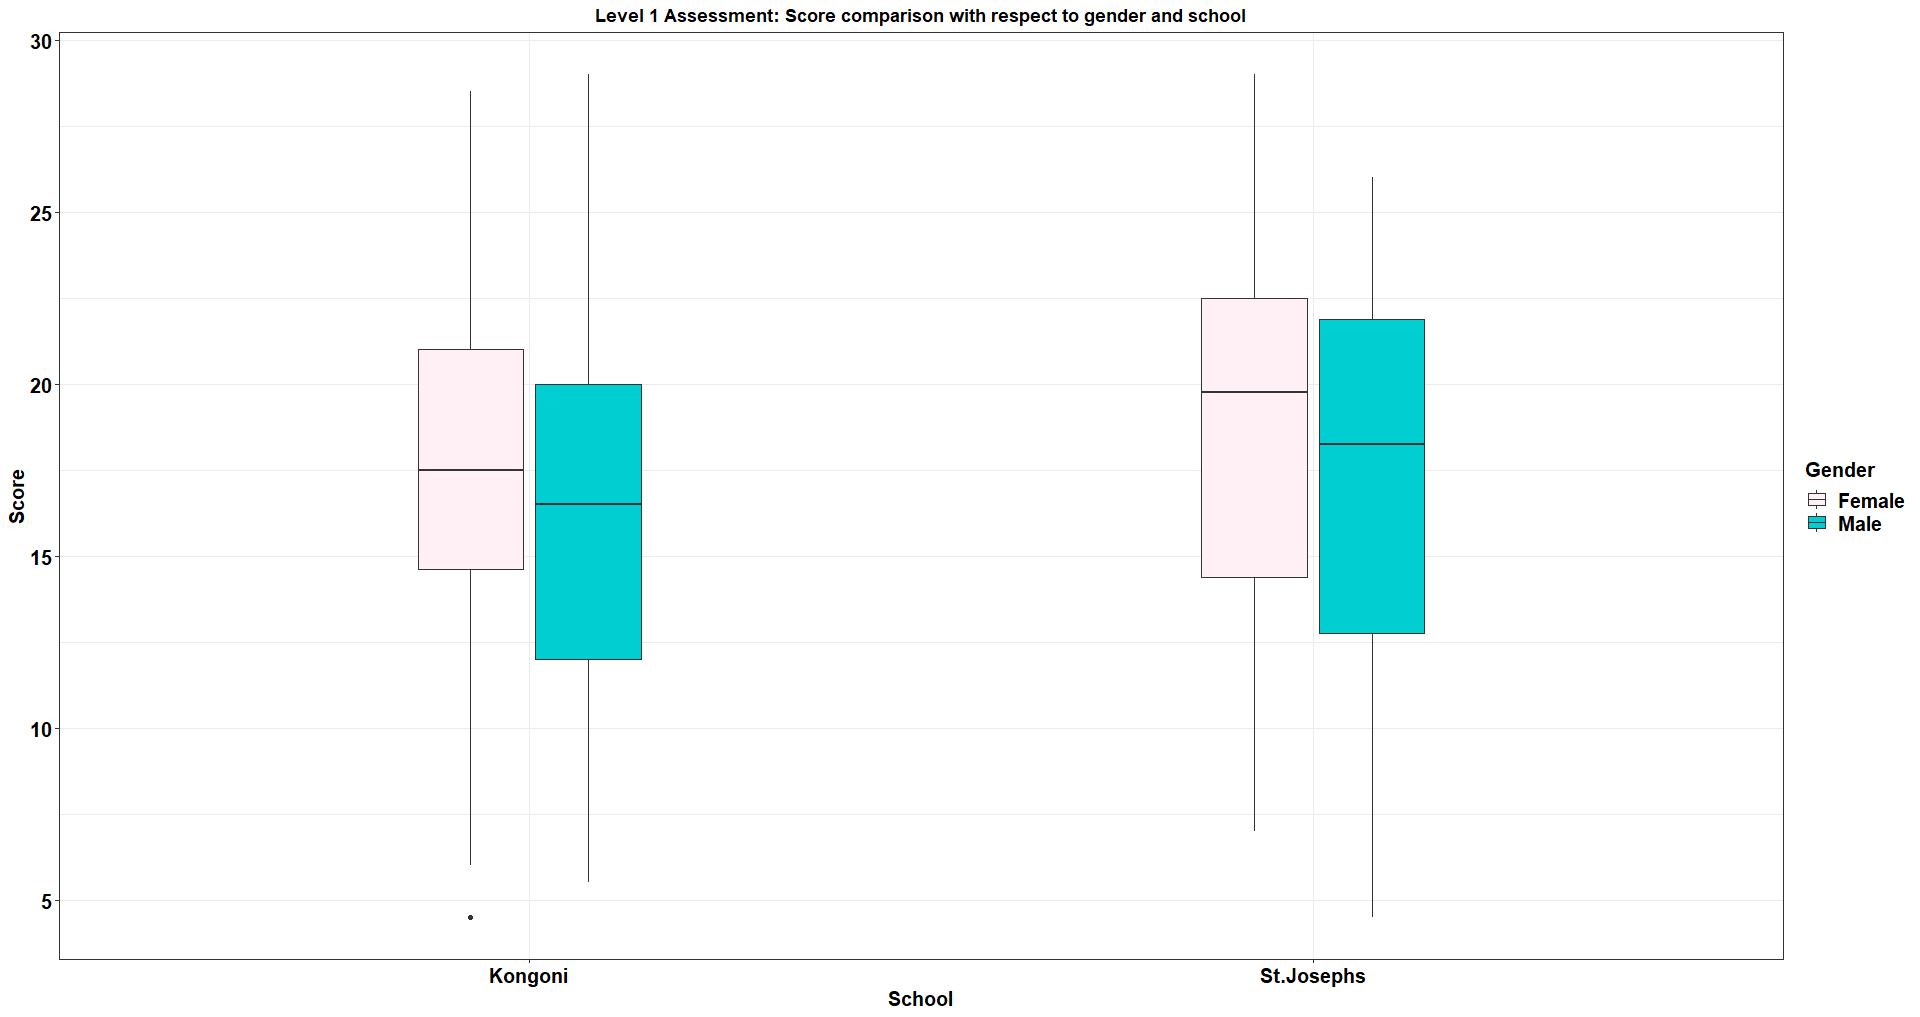 Level 1 Assessment: Score comparison with respect to gender and school
30
25
20
15
10
5
Score
Kongoni
St.Josephs
School
Gender
Female
Male